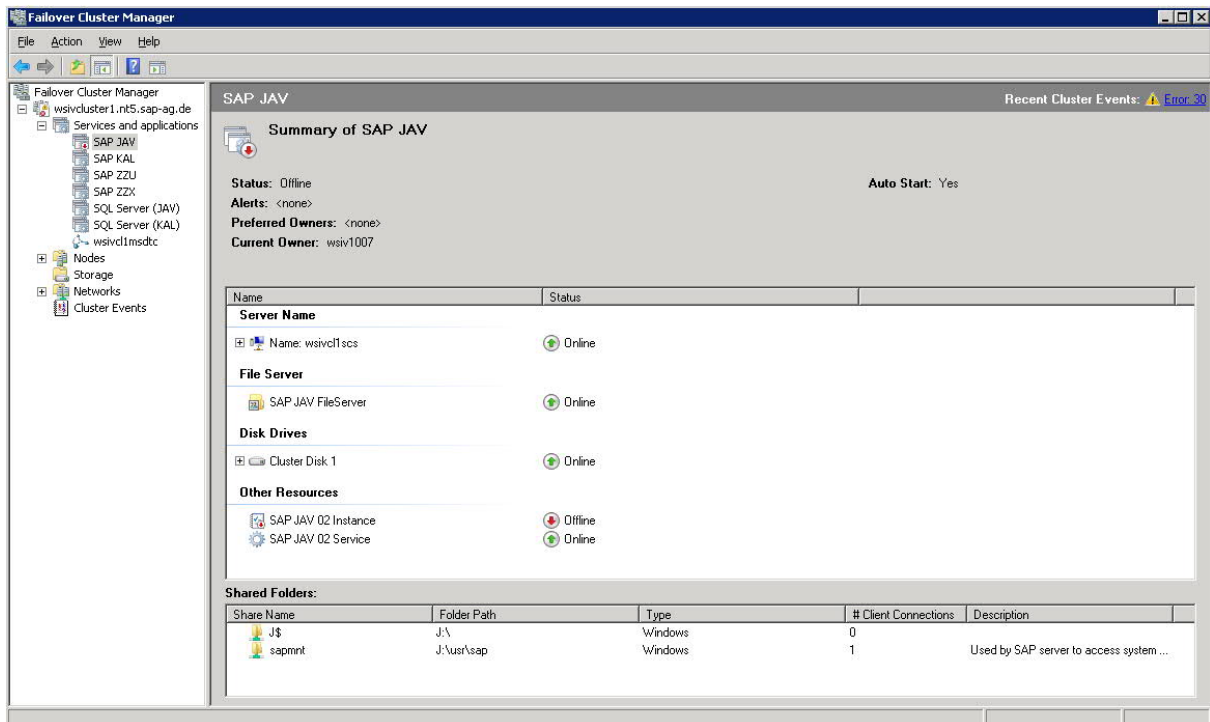 Failover Cluster Manager
File Action View Help
Failover Cluster Manager
wsivcluster1.nt5.sap-ag.de
Services and applications
SAP JAV
SAP KAL
SAP ZZU
SAP ZZX
SQL Server (JAV)
SQL Server (KAL)
wsivcl1msdtc
Nodes
Storage
Networks
Cluster Events
SAP JAV Recent Cluster Events: Error: 30
Summary of SAP JAV
Status: Offline Auto Start: Yes
Alerts: <none>
Preferred Owners: <none>
Current Owner: wsiv1007
Name Status
Server Name
Name: wsivcl1scs Online
File Server
SAP JAV FileServer Online
Disk Drives
Cluster Disk 1 Online
Other Resources
SAP JAV 02 Instance Offline
SAP JAV 02 Service Online
Shared Folders:
Share Name Folder Path Type # Client Connections Description
J$ J:\ Windows 0
sapmnt J:\usr\sap Windows 1 Used by SAP server to access system ...